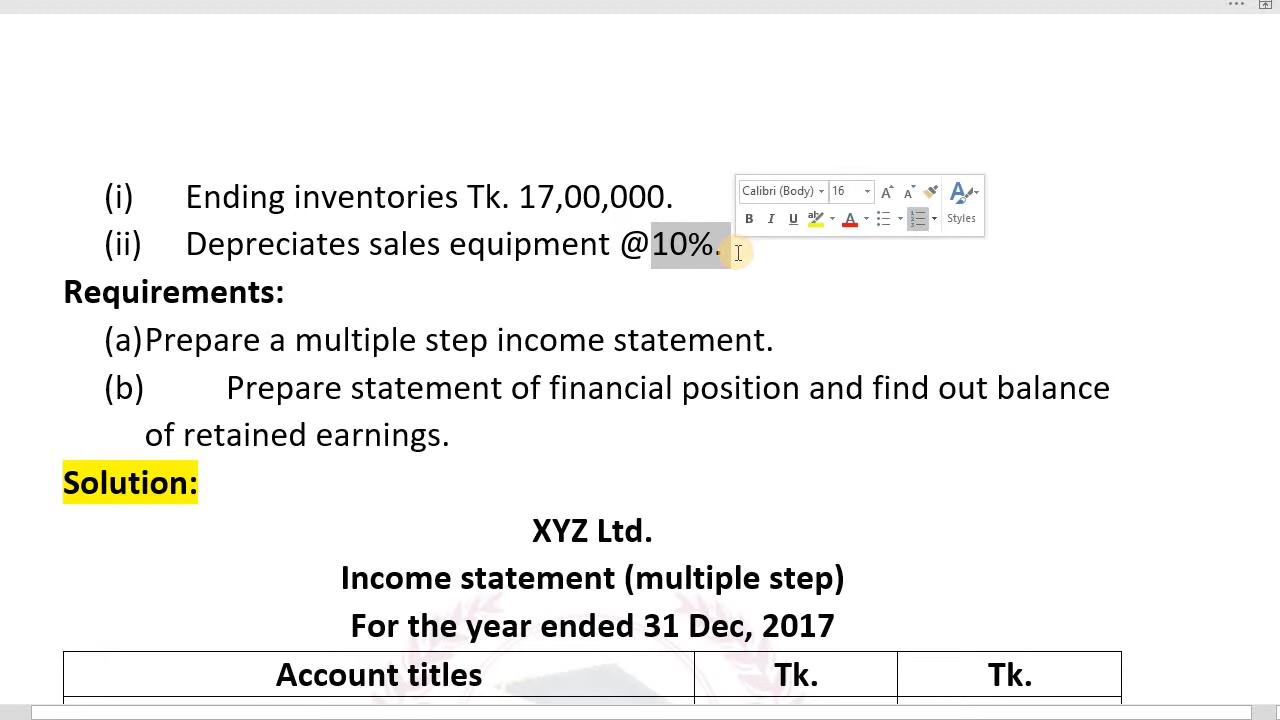 (i) Ending inventories Tk. 17,00,000.
Calibri (Body) 16
B I U ab A Styles
(ii) Depreciates sales equipment @10%.
Requirements:
(a)Prepare a multiple step income statement.
(b) Prepare statement of financial position and find out balance
of retained earnings.
Solution:
XYZ Ltd.
Income statement (multiple step)
For the year ended 31 Dec, 2017
Account titles Tk. Tk.